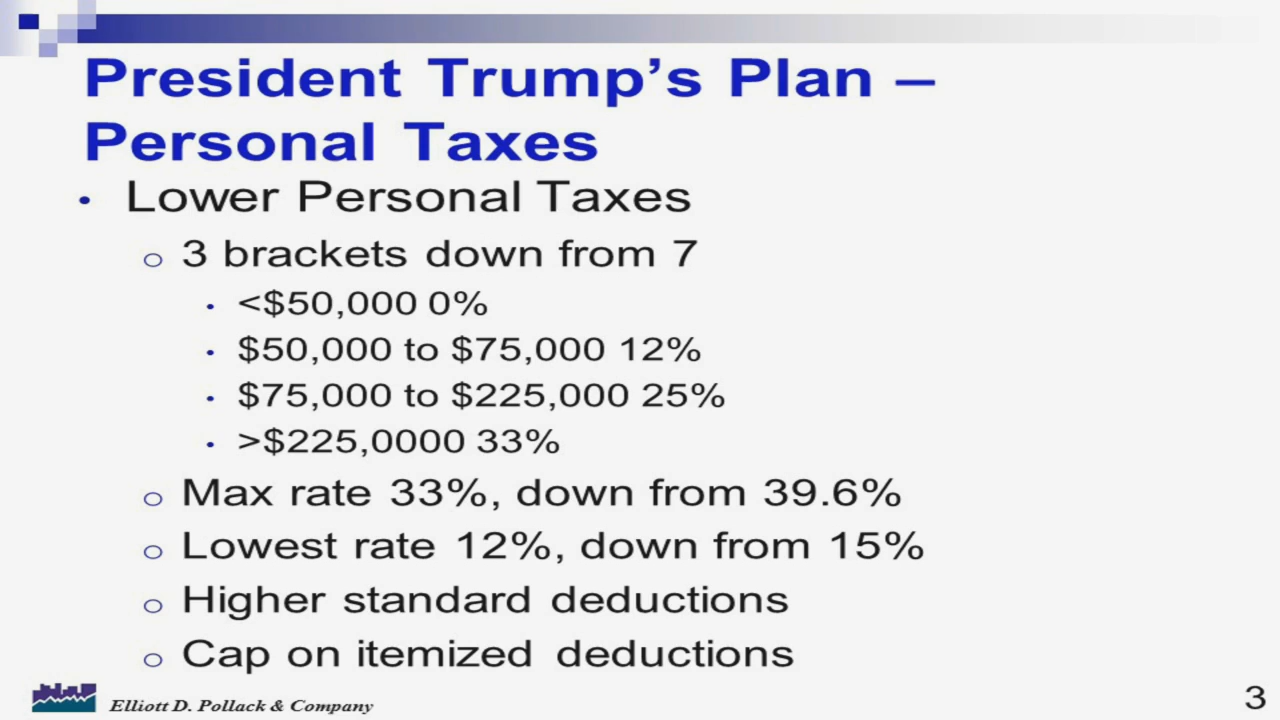 President Trump’s Plan –
Personal Taxes
• Lower Personal Taxes
o 3 brackets down from 7
• <$50,000 0%
• $50,000 to $75,000 12%
• $75,000 to $225,000 25%
• >$225,0000 33%
o Max rate 33%, down from 39.6%
o Lowest rate 12%, down from 15%
o Higher standard deductions
o Cap on itemized deductions
Elliott D. Pollack & Company
3